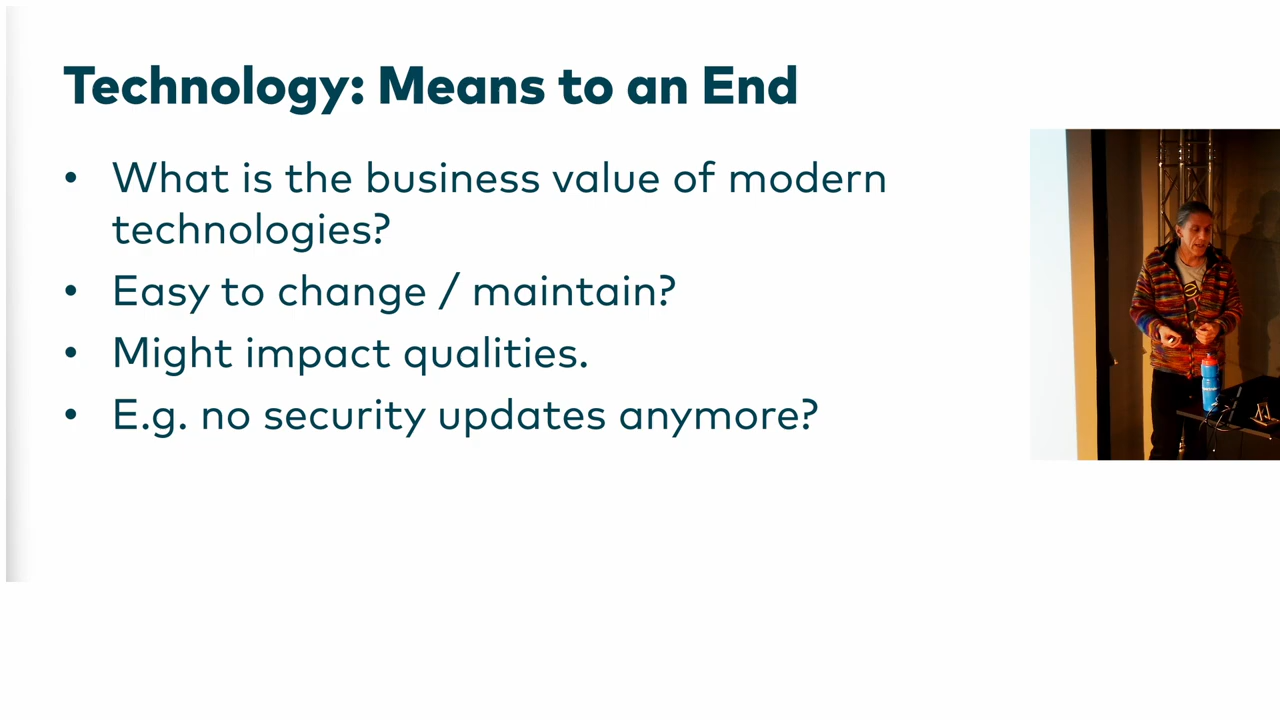 Technology: Means to an End
• What is the business value of modern
technologies?
• Easy to change / maintain?
• Might impact qualities.
• E.g. no security updates anymore?